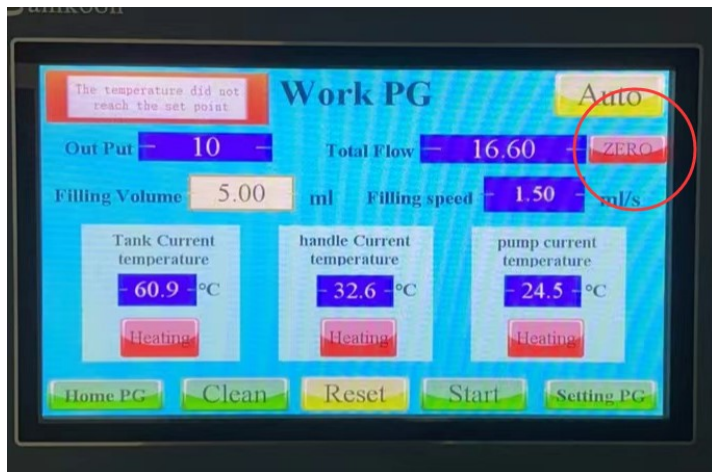 The temperature did not
reach the set point
Work PG
Auto
Out Put 10 Total Flow 16.60 ZERO
Filling Volume 5.00 ml Filling speed 1.50 ml/s
Tank Current
temperature
60.9 °C
Heating
handle Current
temperature
32.6 °C
Heating
pump current
temperature
24.5 °C
Heating
Home PG Clean Reset Start Setting PG